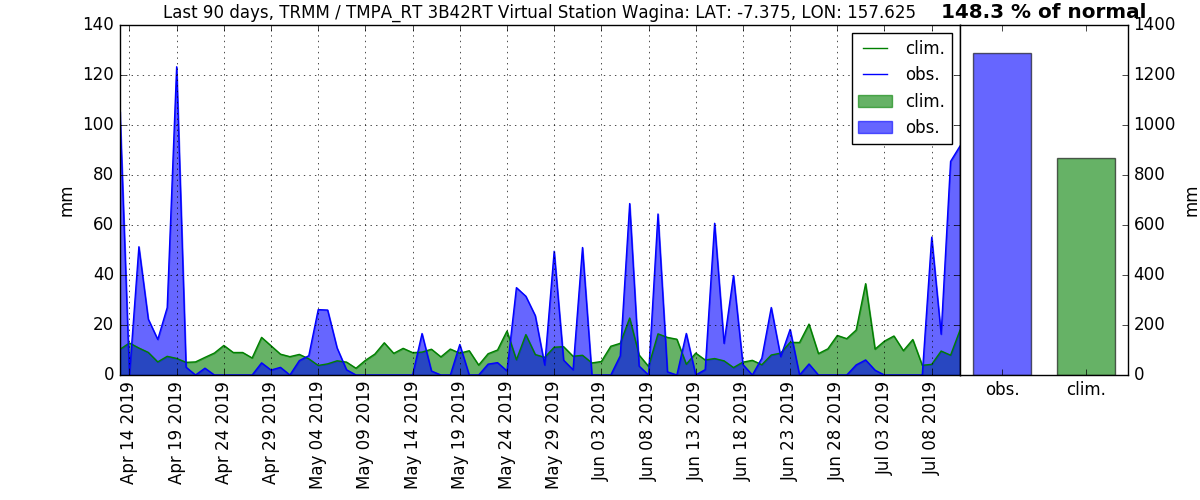 Last 90 days, TRMM / TMPA_RT 3B42RT Virtual Station Wagina: LAT: -7.375, LON: 157.625
148.3 % of normal
140
120
100
80
60
40
20
0
mm
clim.
obs.
clim.
obs.
1400
1200
1000
800
600
400
200
0
mm
Apr 14 2019
Apr 19 2019
Apr 24 2019
Apr 29 2019
May 04 2019
May 09 2019
May 14 2019
May 19 2019
May 24 2019
May 29 2019
Jun 03 2019
Jun 08 2019
Jun 13 2019
Jun 18 2019
Jun 23 2019
Jun 28 2019
Jul 03 2019
Jul 08 2019
obs.
clim.